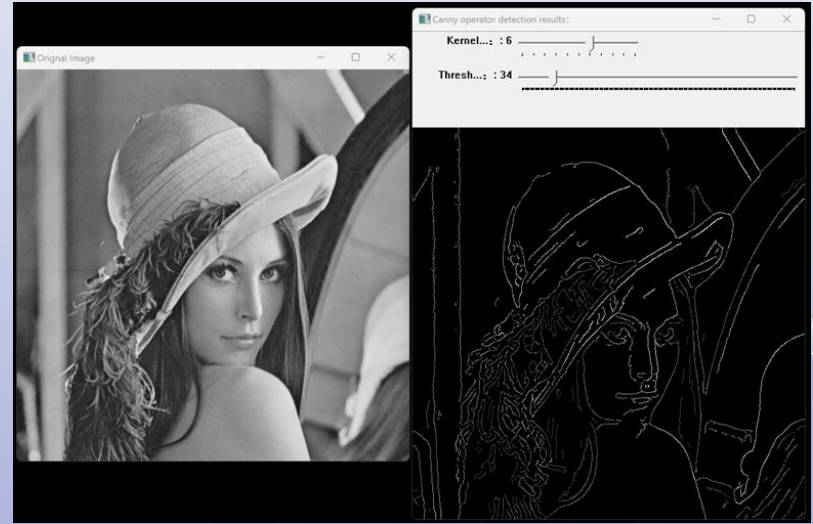 Orignal Image
Canny operator detection results:
Kernel...: : 6
Thresh...: : 34